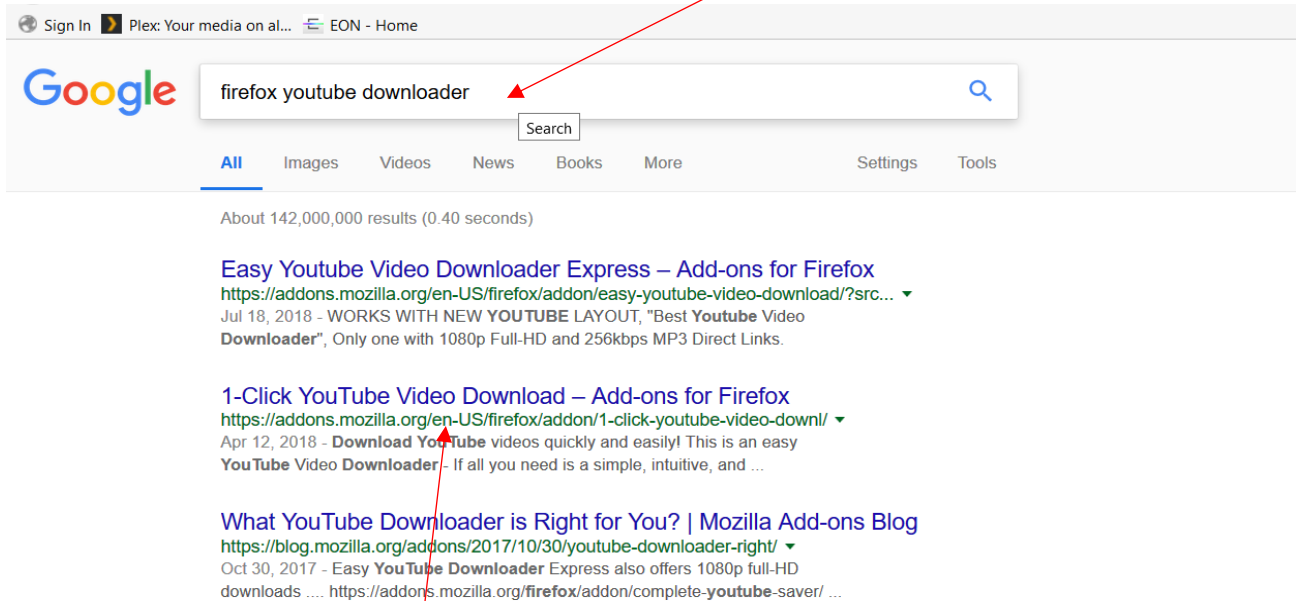 Sign In Plex: Your media on al... EON - Home
Google firefox youtube downloader
Search
All Images Videos News Books More Settings Tools
About 142,000,000 results (0.40 seconds)
Easy Youtube Video Downloader Express – Add-ons for Firefox
https://addons.mozilla.org/en-US/firefox/addon/easy-youtube-video-download/?src...
Jul 18, 2018 - WORKS WITH NEW YOUTUBE LAYOUT, "Best Youtube Video
Downloader", Only one with 1080p Full-HD and 256kbps MP3 Direct Links.
1-Click YouTube Video Download – Add-ons for Firefox
https://addons.mozilla.org/en-US/firefox/addon/1-click-youtube-video-downl/
Apr 12, 2018 - Download YouTube videos quickly and easily! This is an easy
YouTube Video Downloader - If all you need is a simple, intuitive, and ...
What YouTube Downloader is Right for You? | Mozilla Add-ons Blog
https://blog.mozilla.org/addons/2017/10/30/youtube-downloader-right/
Oct 30, 2017 - Easy YouTube Downloader Express also offers 1080p full-HD
downloads .... https://addons.mozilla.org/firefox/addon/complete-youtube-saver/ ...